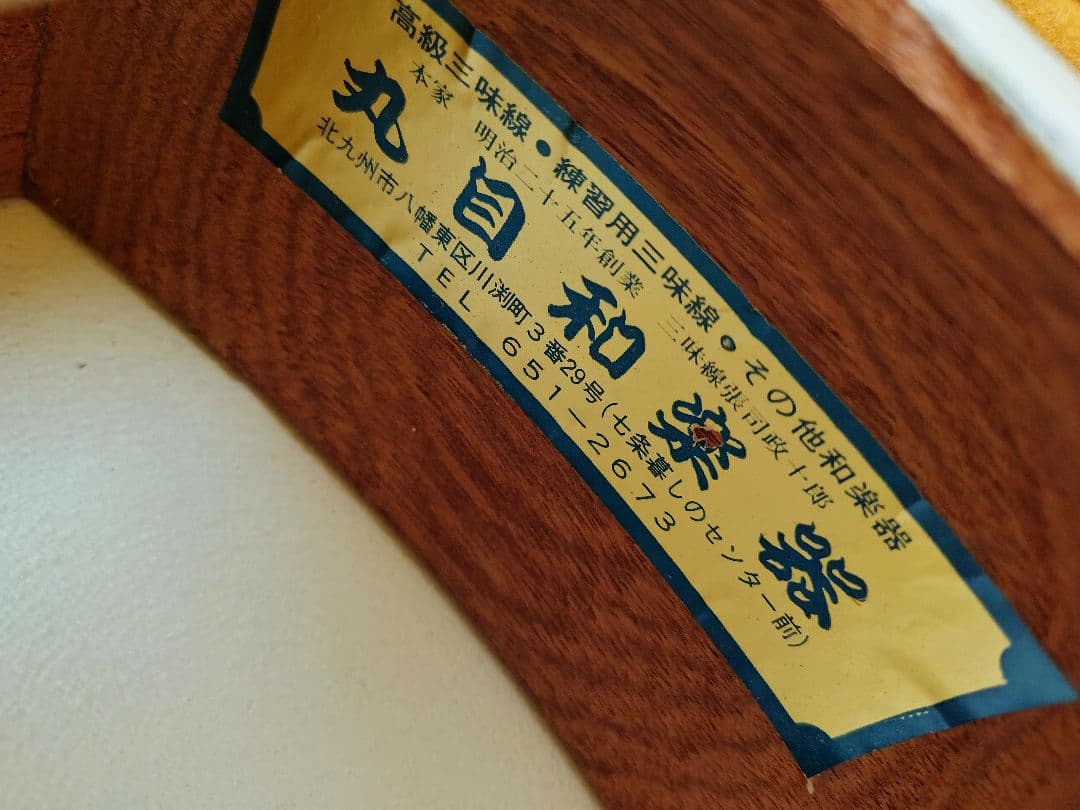 高級三味線・練習用三味線・その他和楽器
本家 明治二十五年創業 三味線張司政十郎
丸目和楽器
北九州市八幡東区川渕町3番29号(七条暮しのセンター前)
TEL 651-2673